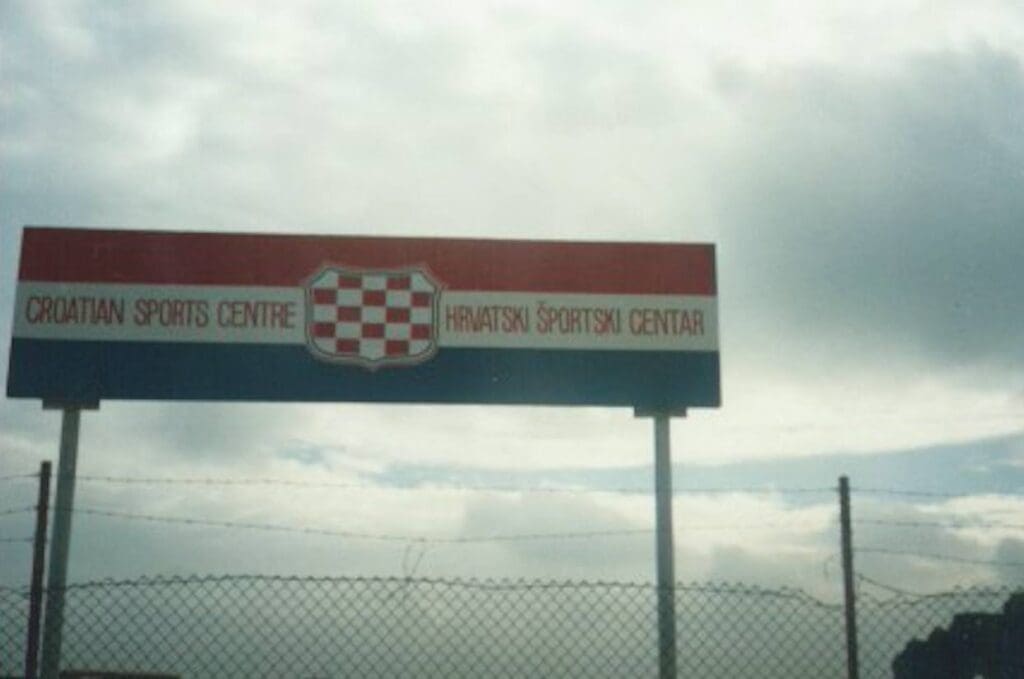 CROATIAN SPORTS CENTRE
HRVATSKI ŠPORTSKI CENTAR